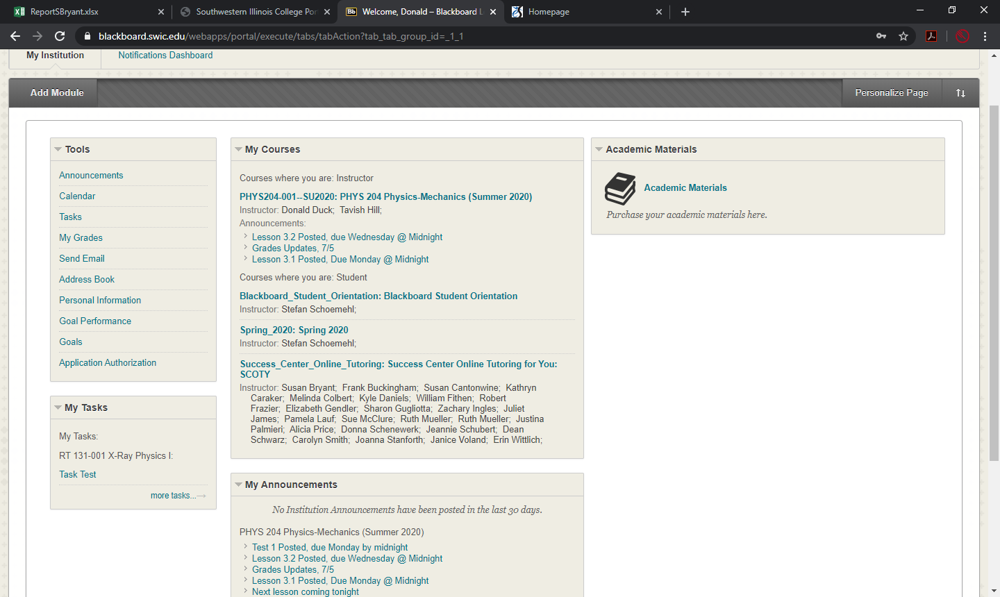 ReportSBryant.xlsx
Southwestern Illinois College Por
Bb Welcome, Donald – Blackboard L
Homepage
blackboard.swic.edu/webapps/portal/execute/tabs/tabAction?tab_tab_group_id=_1_1
My Institution
Notifications Dashboard
Add Module
Personalize Page
Tools
Announcements
Calendar
Tasks
My Grades
Send Email
Address Book
Personal Information
Goal Performance
Goals
Application Authorization
My Tasks
My Tasks:
RT 131-001 X-Ray Physics I:
Task Test
more tasks...→
My Courses
Courses where you are: Instructor
PHYS204-001--SU2020: PHYS 204 Physics-Mechanics (Summer 2020)
Instructor: Donald Duck; Tavish Hill;
Announcements:
Lesson 3.2 Posted, due Wednesday @ Midnight
Grades Updates, 7/5
Lesson 3.1 Posted, Due Monday @ Midnight
Courses where you are: Student
Blackboard_Student_Orientation: Blackboard Student Orientation
Instructor: Stefan Schoemehl;
Spring_2020: Spring 2020
Instructor: Stefan Schoemehl;
Success_Center_Online_Tutoring: Success Center Online Tutoring for You:
SCOTY
Instructor: Susan Bryant; Frank Buckingham; Susan Cantonwine; Kathryn
Caraker; Melinda Colbert; Kyle Daniels; William Fithen; Robert
Frazier; Elizabeth Gendler; Sharon Gugliotta; Zachary Ingles; Juliet
James; Pamela Lauf; Sue McClure; Ruth Mueller; Ruth Mueller; Justina
Palmieri; Alicia Price; Donna Schenewerk; Jeannie Schubert; Dean
Schwarz; Carolyn Smith; Joanna Stanforth; Janice Voland; Erin Wittlich;
My Announcements
No Institution Announcements have been posted in the last 30 days.
PHYS 204 Physics-Mechanics (Summer 2020)
Test 1 Posted, due Monday by midnight
Lesson 3.2 Posted, due Wednesday @ Midnight
Grades Updates, 7/5
Lesson 3.1 Posted, Due Monday @ Midnight
Next lesson coming tonight
Academic Materials
Academic Materials
Purchase your academic materials here.